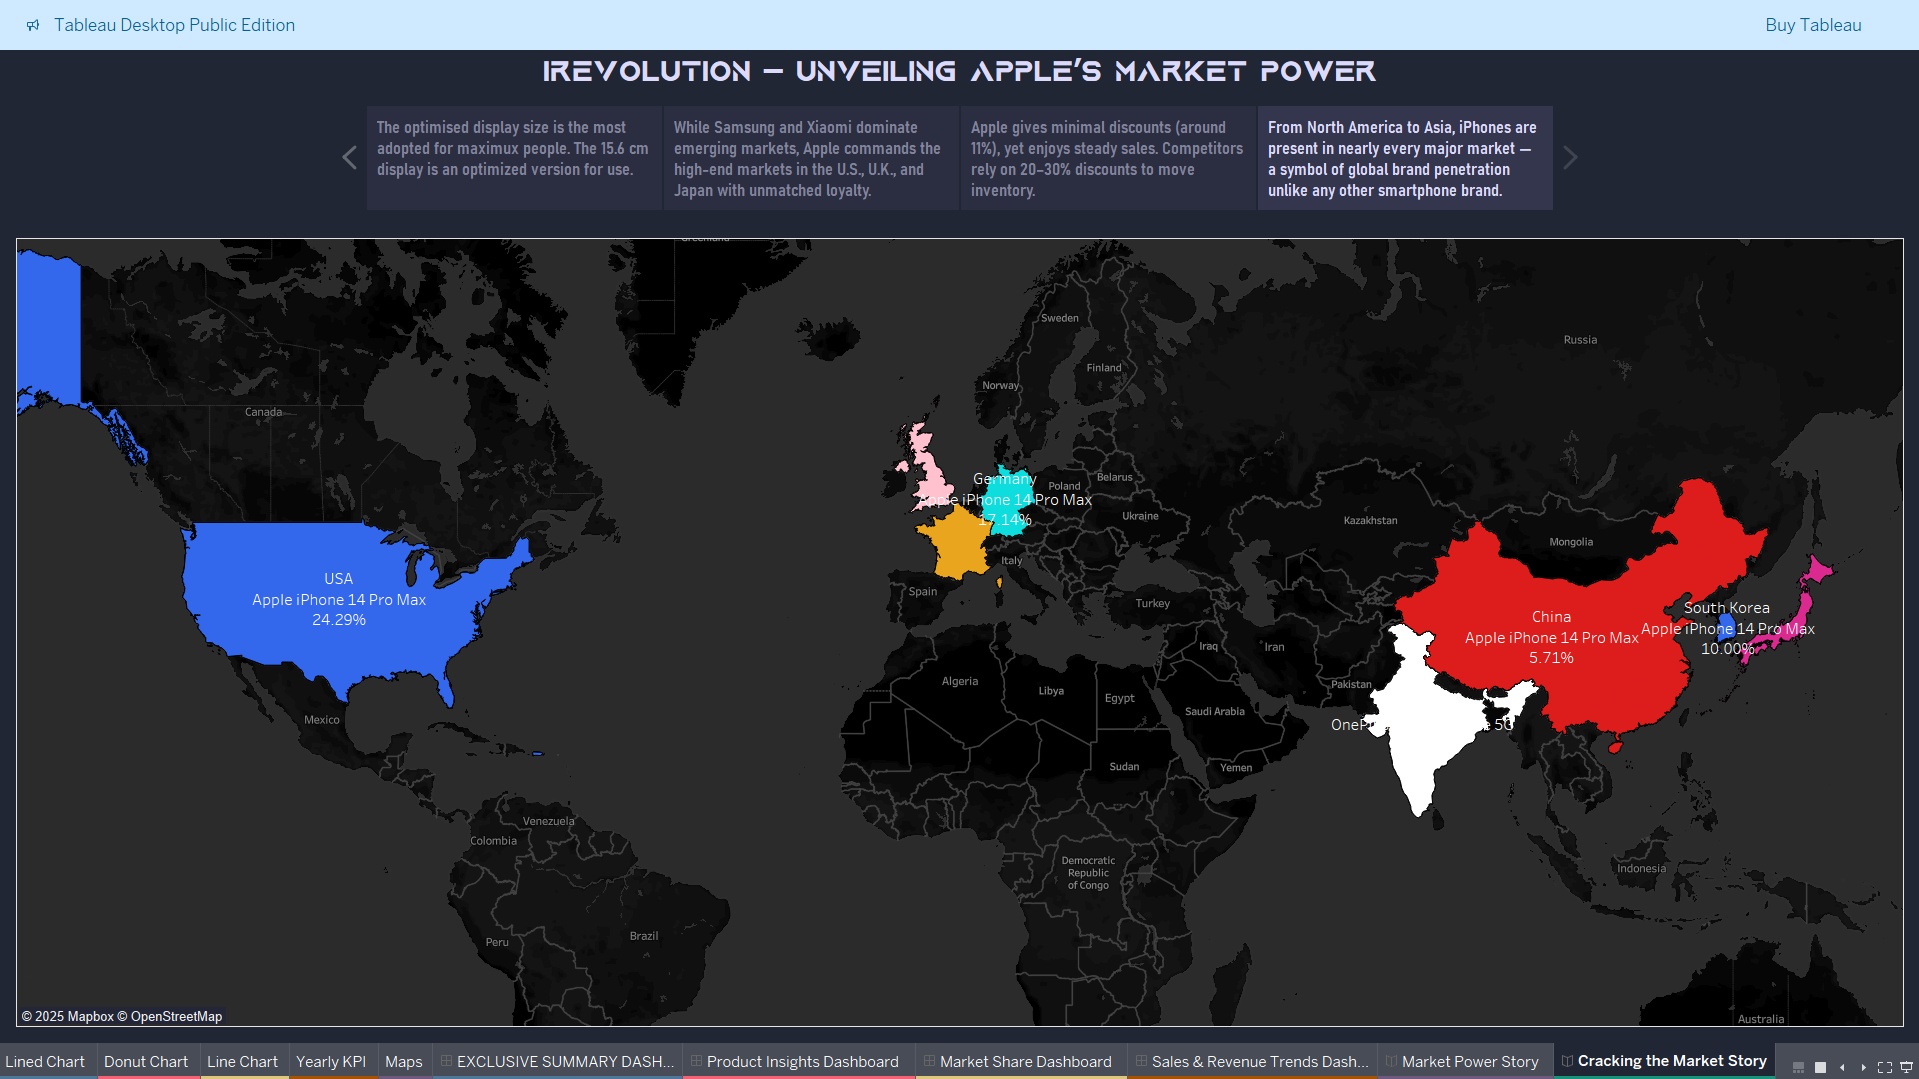 Tableau Desktop Public Edition
Buy Tableau
IREVOLUTION – UNVEILING APPLE'S MARKET POWER
The optimised display size is the most
adopted for maximux people. The 15.6 cm
display is an optimized version for use.
While Samsung and Xiaomi dominate
emerging markets, Apple commands the
high-end markets in the U.S., U.K., and
Japan with unmatched loyalty.
Apple gives minimal discounts (around
11%), yet enjoys steady sales. Competitors
rely on 20–30% discounts to move
inventory.
From North America to Asia, iPhones are
present in nearly every major market —
a symbol of global brand penetration
unlike any other smartphone brand.
Greenland
Sweden
Russia
Finland
Norway
Canada
Germany
Apple iPhone 14 Pro Max
17.14%
Poland
Belarus
Ukraine
Kazakhstan
Mongolia
Italy
Spain
Turkey
USA
Apple iPhone 14 Pro Max
24.29%
China
Apple iPhone 14 Pro Max
5.71%
South Korea
Apple iPhone 14 Pro Max
10.00%
Iraq
Iran
Pakistan
Algeria
Libya
Egypt
Saudi Arabia
Mexico
5G
Sudan
Yemen
Venezuela
Colombia
Democratic
Republic
of Congo
Indonesia
Peru
Brazil
Australia
© 2025 Mapbox © OpenStreetMap
Lined Chart
Donut Chart
Line Chart
Yearly KPI
Maps
EXCLUSIVE SUMMARY DASH...
Product Insights Dashboard
Market Share Dashboard
Sales & Revenue Trends Dash...
Market Power Story
Cracking the Market Story